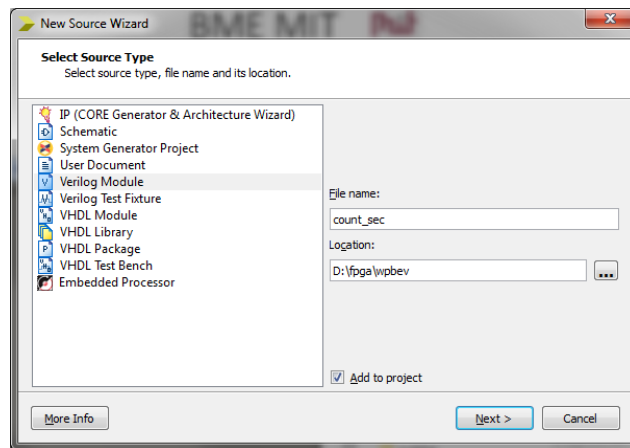 New Source Wizard
BME MIT
Select Source Type
Select source type, file name and its location.
IP (CORE Generator & Architecture Wizard)
Schematic
System Generator Project
User Document
Verilog Module
Verilog Test Fixture
VHDL Module
VHDL Library
VHDL Package
VHDL Test Bench
Embedded Processor
File name:
count_sec
Location:
D:\fpga\wpbev
...
Add to project
More Info
Next >
Cancel